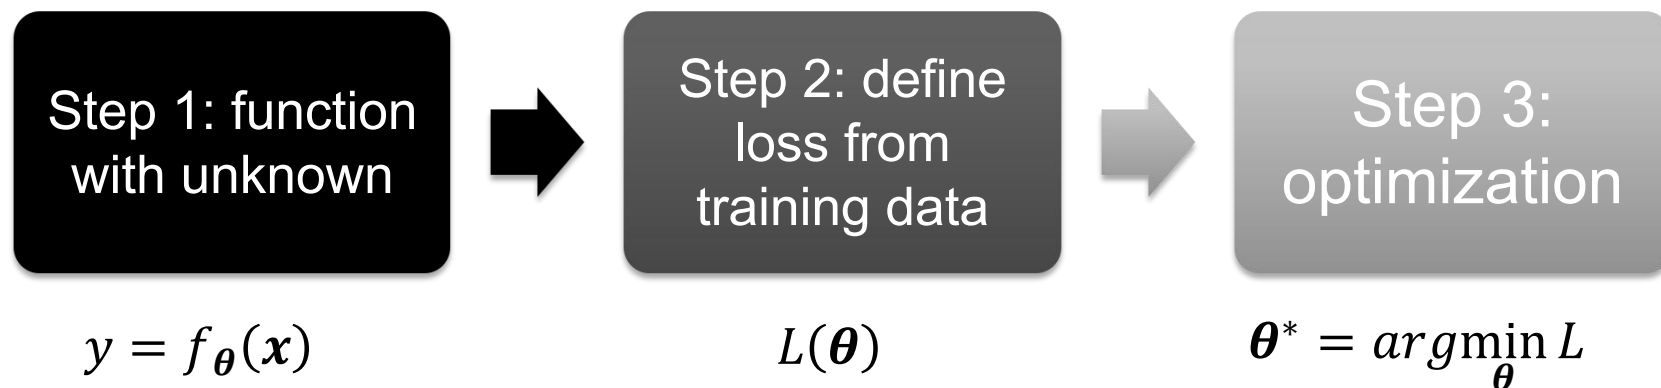 Step 1: function
with unknown
Step 2: define
loss from
training data
Step 3:
optimization
y = f_θ(x)
L(θ)
θ* = arg min_θ L